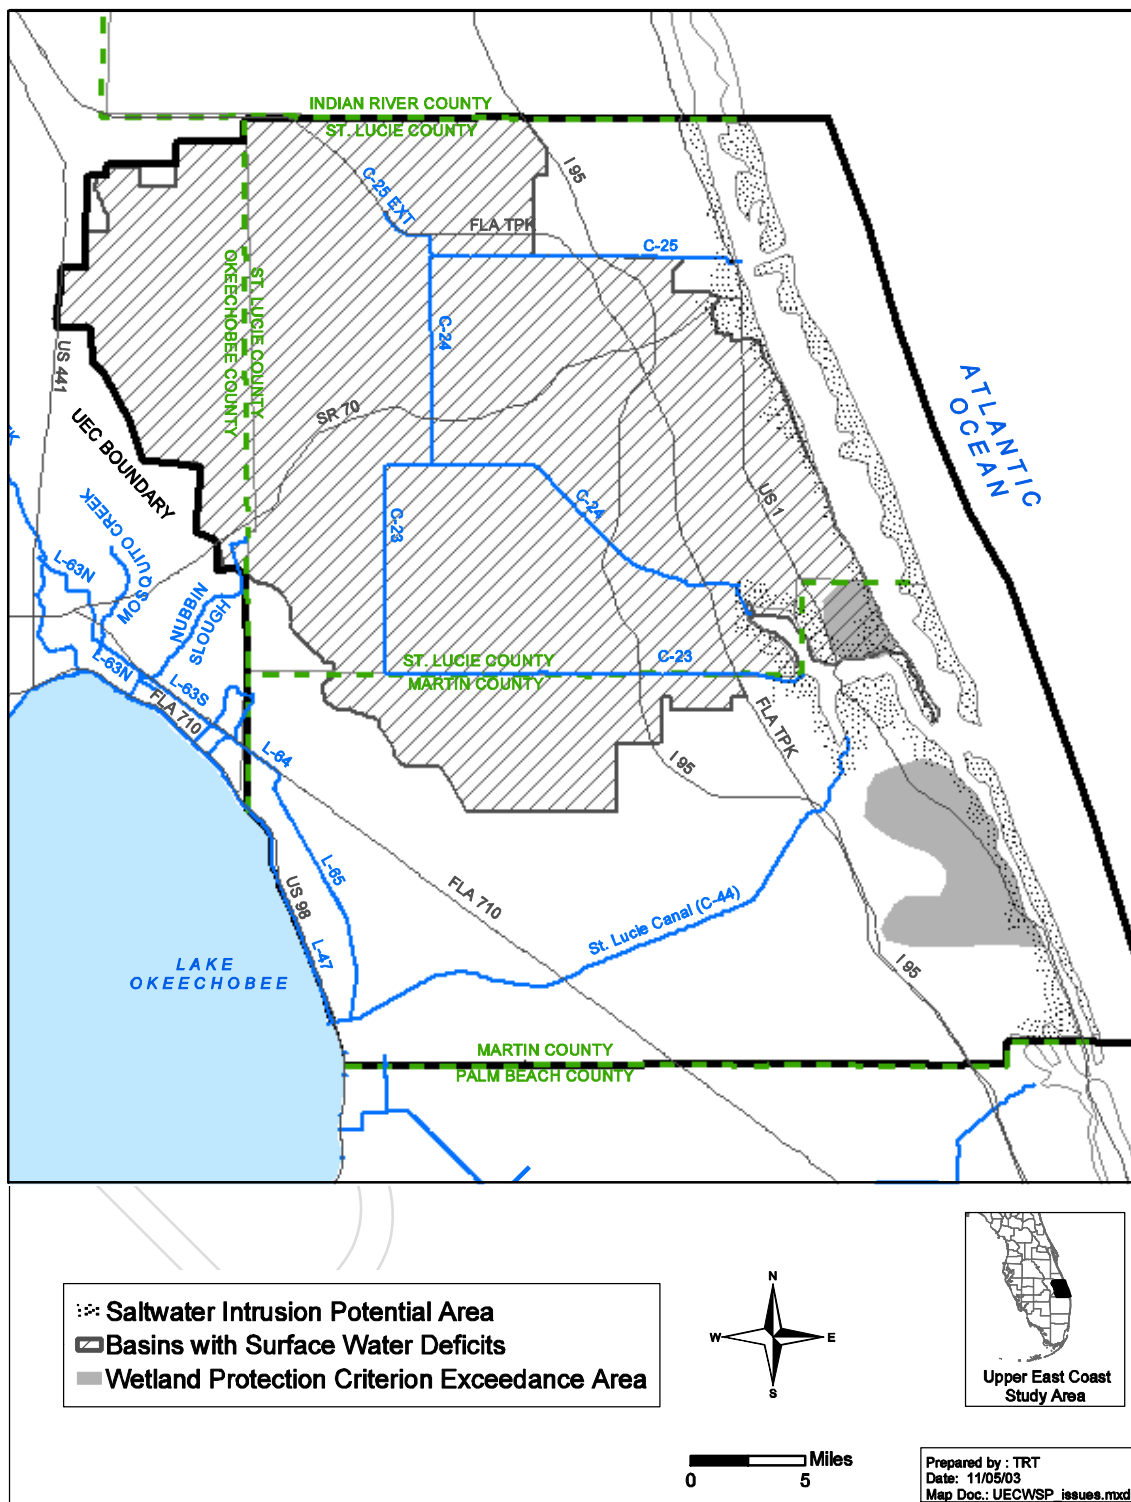 INDIAN RIVER COUNTY
ST. LUCIE COUNTY
I 95
C-25 EXT
FLA TPK
C-25
OKEECHOBEE COUNTY
ST. LUCIE COUNTY
C-24
US 441
ATLANTIC
OCEAN
SR 70
UEC BOUNDARY
US 1
C-24
C-23
MOSQUITO CREEK
L-63N
NUBBIN
SLOUGH
L-63N
L-63S
FLA 710
ST. LUCIE COUNTY
C-23
MARTIN COUNTY
FLA TPK
I 95
L-64
L-65
US 98
FLA 710
St. Lucie Canal (C-44)
L-47
I 95
LAKE
OKEECHOBEE
MARTIN COUNTY
PALM BEACH COUNTY
Saltwater Intrusion Potential Area
Basins with Surface Water Deficits
Wetland Protection Criterion Exceedance Area
N
W
E
S
Upper East Coast
Study Area
Miles
0 5
Prepared by : TRT
Date: 11/05/03
Map Doc.: UECWSP_issues.mxd